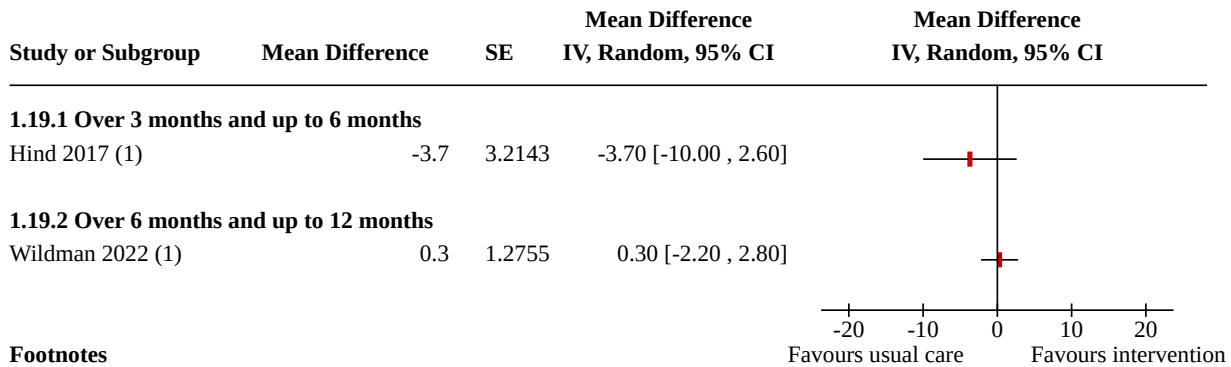 Mean Difference Mean Difference
Study or Subgroup Mean Difference SE IV, Random, 95% CI IV, Random, 95% CI
1.19.1 Over 3 months and up to 6 months
Hind 2017 (1) -3.7 3.2143 -3.70 [-10.00 , 2.60]
1.19.2 Over 6 months and up to 12 months
Wildman 2022 (1) 0.3 1.2755 0.30 [-2.20 , 2.80]
-20 -10 0 10 20
Footnotes Favours usual care Favours intervention